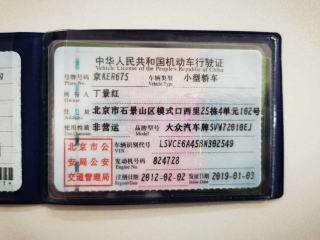 中华人民共和国机动车行驶证
Vehicle License of the People's Republic of China
号牌号码 京KER675 车辆类型 小型轿车
所有人 丁景红
住址 北京市石景山区模式口西里25栋4单元102号
使用性质 非营运 品牌型号 大众汽车牌SVW72010EJ
北京市公 车辆识别代号 LSVCE6A45BN302549
VIN
安局公安 发动机号码 824728
交通管理局 注册日期 2012-02-02 发证日期 2019-01-03